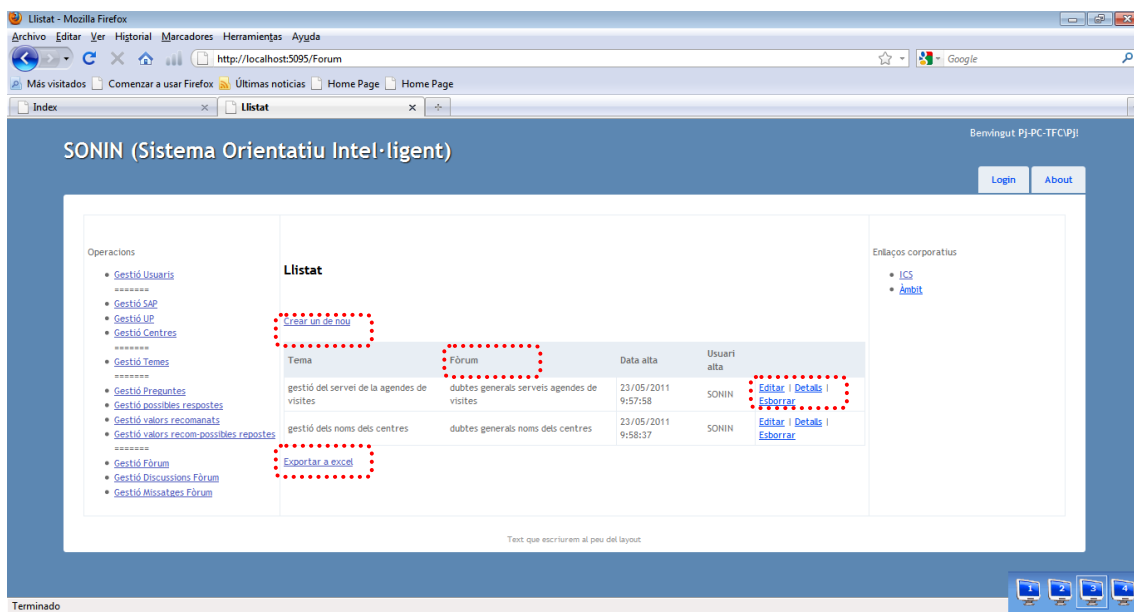 Llistat - Mozilla Firefox
Archivo Editar Ver Historial Marcadores Herramientas Ayuda
http://localhost:5095/Forum
Google
Más visitados Comenzar a usar Firefox Últimas noticias Home Page Home Page
Index Llistat
Benvingut Pj-PC-TFC\Pj!
SONIN (Sistema Orientatiu Intel·ligent)
Login About
Operacions
Gestió Usuaris
=======
Gestió SAP
Gestió UP
Gestió Centres
=======
Gestió Temes
=======
Gestió Preguntes
Gestió possibles respostes
Gestió valors recomanats
Gestió valors recom-possibles repostes
=======
Gestió Fòrum
Gestió Discussions Fòrum
Gestió Missatges Fòrum
Llistat
Crear un de nou
Tema Fòrum Data alta Usuari
alta
gestió del servei de la agendes de dubtes generals serveis agendes de 23/05/2011 SONIN Editar | Detalls |
visites visites 9:57:58 Esborrar
gestió dels noms dels centres dubtes generals noms dels centres 23/05/2011 SONIN Editar | Detalls |
9:58:37 Esborrar
Exportar a excel
Enllaços corporatius
ICS
Àmbit
Text que escriurem al peu del layout
1 2 3 4
Terminado